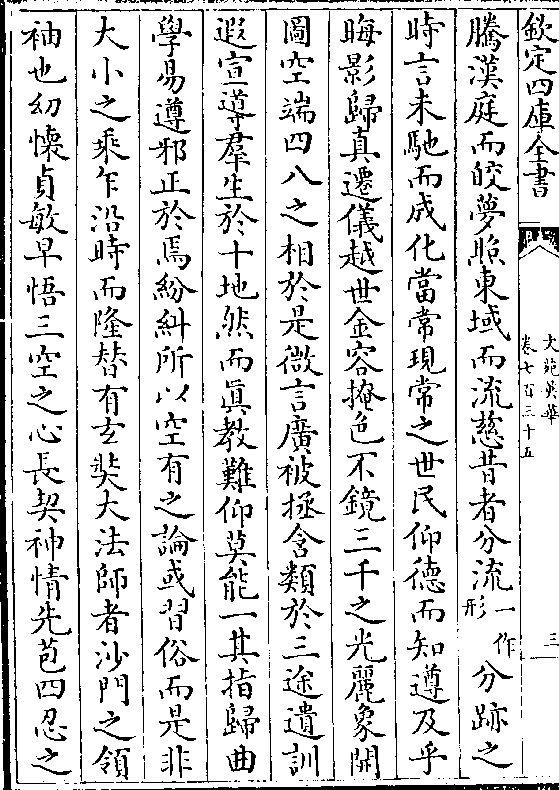 欽定四庫全書
文苑英華
卷七百三十五
三
騰漢庭而皎夢照東域而流慈昔者分流一作形分跡之
時言未馳而成化當常現常之世民仰德而知遵及乎
晦影歸真遷儀越世金容掩色不鏡三千之光麗象開
圖空端四八之相於是微言廣被拯含類於三途遺訓
遐宣導羣生於十地然而真教難仰莫能一其指歸曲
學易遵邪正於焉紛糾所以空有之論或習俗而是非
大小之乘乍沿時而隆替有玄奘大法師者沙門之領
袖也幼懷貞敏早悟三空之心長契神情先苞四忍之